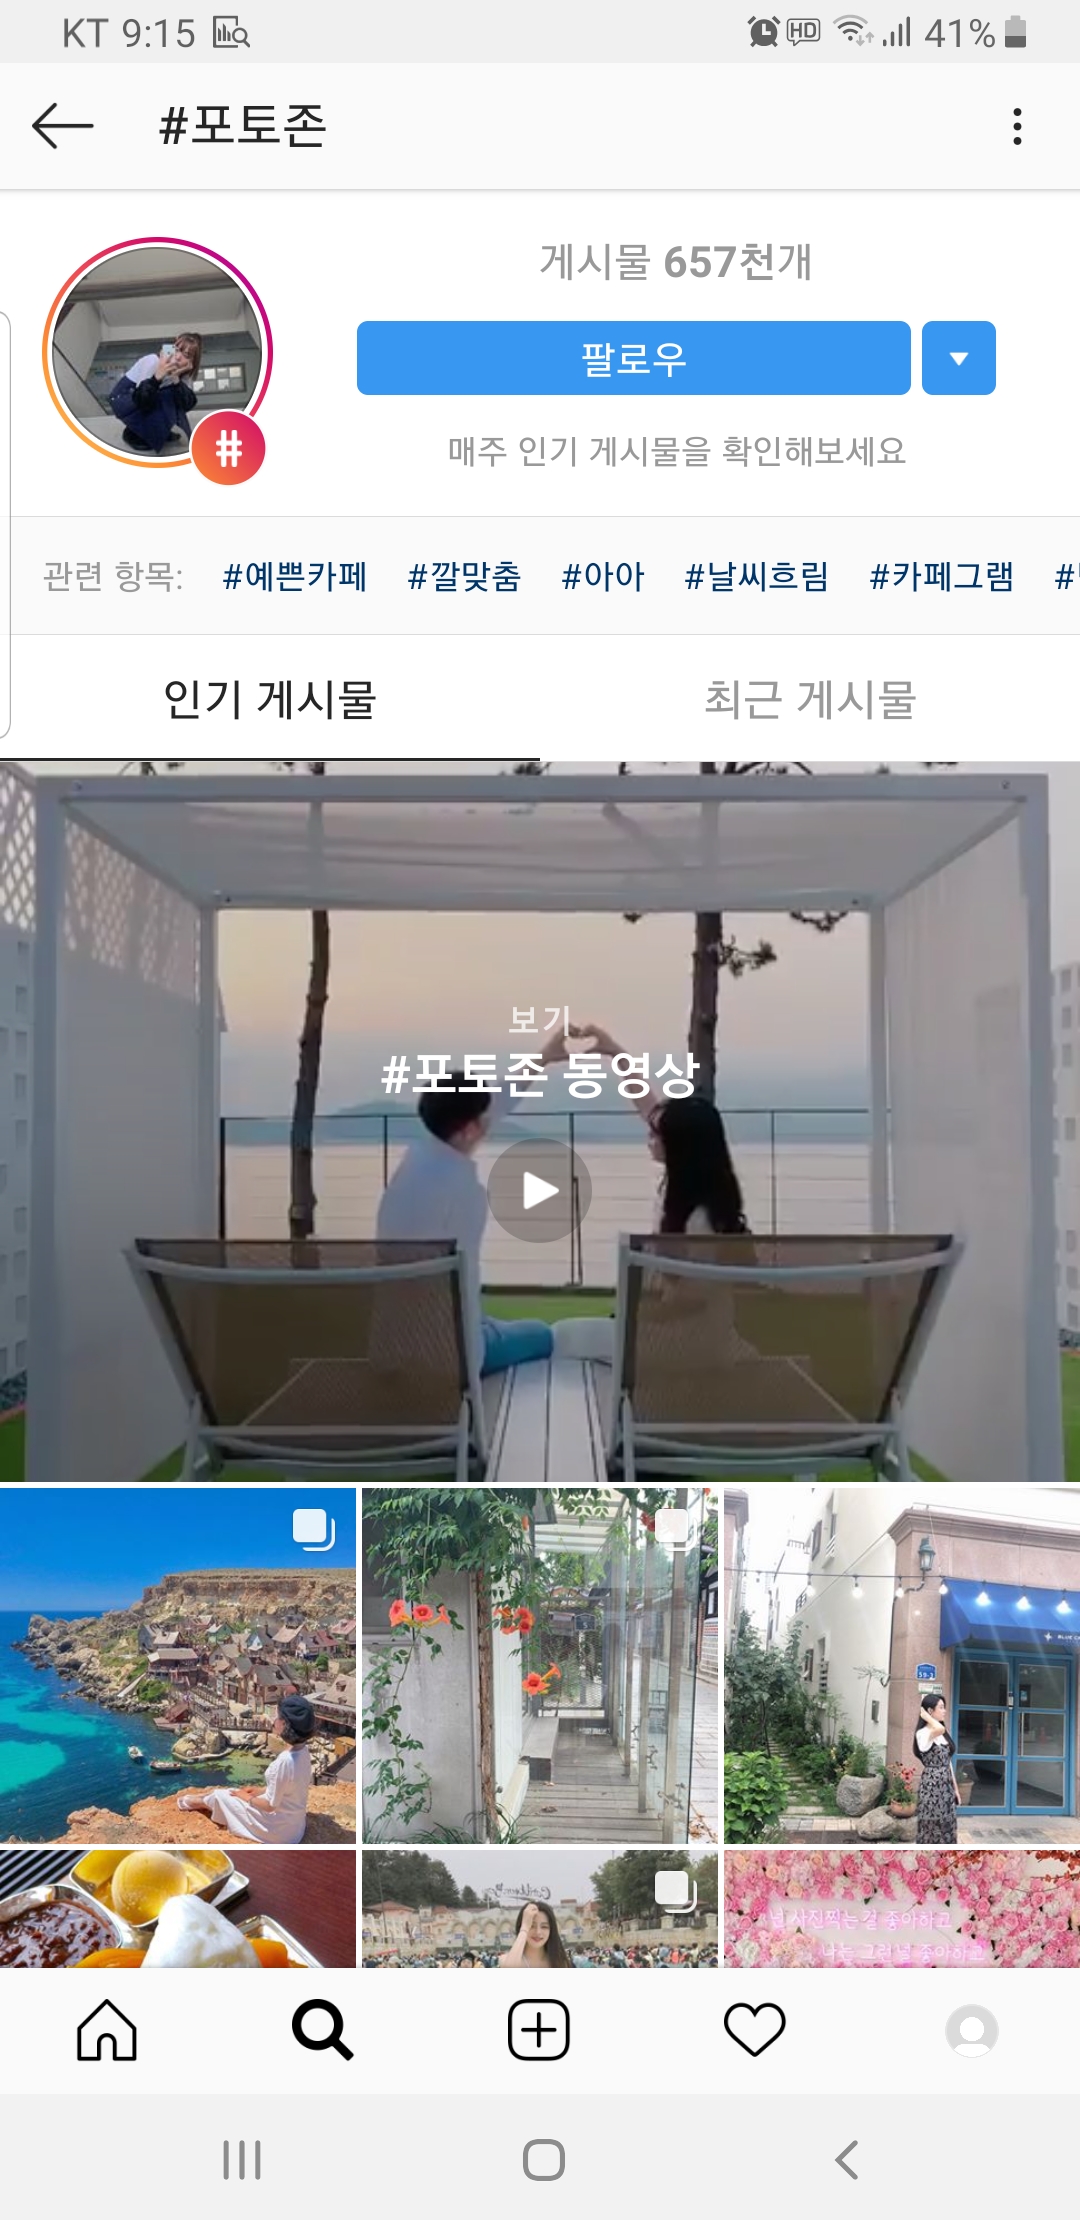 KT 9:15
HD 41%
#포토존
게시물 657천개
팔로우
매주 인기 게시물을 확인해보세요
관련 항목: #예쁜카페 #깔맞춤 #아아 #날씨흐림 #카페그램 #
인기 게시물 최근 게시물
보기
#포토존 동영상
#
넌 사진찍는 걸 좋아하고
나는 그런 널 좋아하고